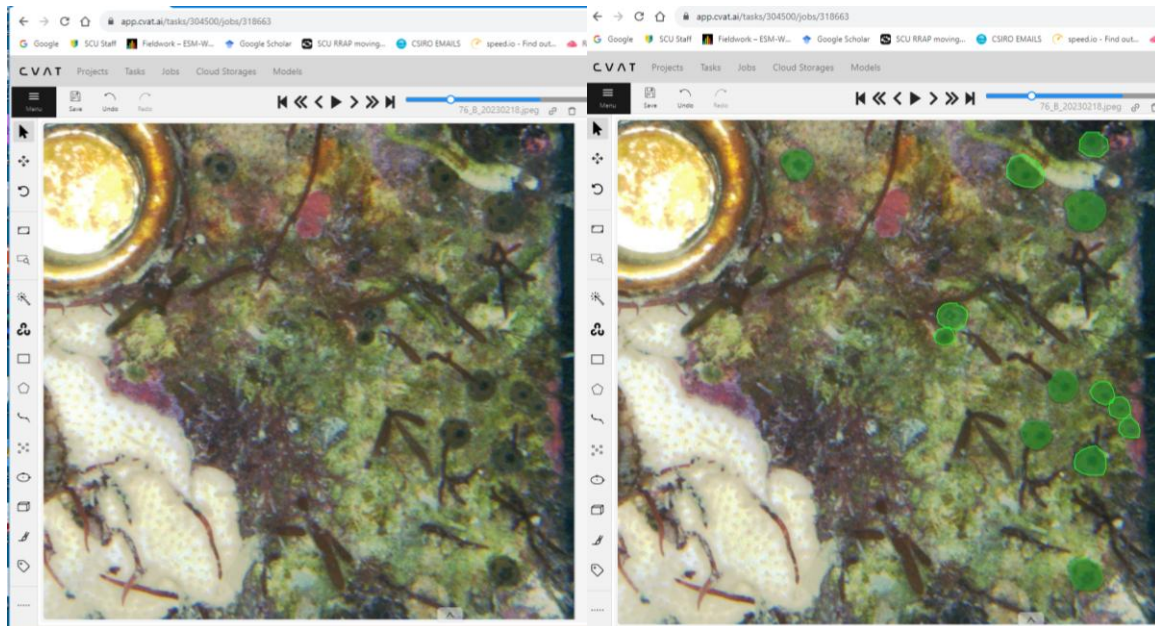 app.cvat.ai/tasks/304500/jobs/318663
Google SCU Staff Fieldwork – ESM-W... Google Scholar SCU RRAP moving... CSIRO EMAILS speed.io - Find out...
CVAT Projects Tasks Jobs Cloud Storages Models
Menu Save Undo Redo
76_B_20230218.jpeg
app.cvat.ai/tasks/304500/jobs/318663
Google SCU Staff Fieldwork – ESM-W... Google Scholar SCU RRAP moving... CSIRO EMAILS speed.io - Find out...
CVAT Projects Tasks Jobs Cloud Storages Models
Menu Save Undo Redo
76_B_20230218.jpeg